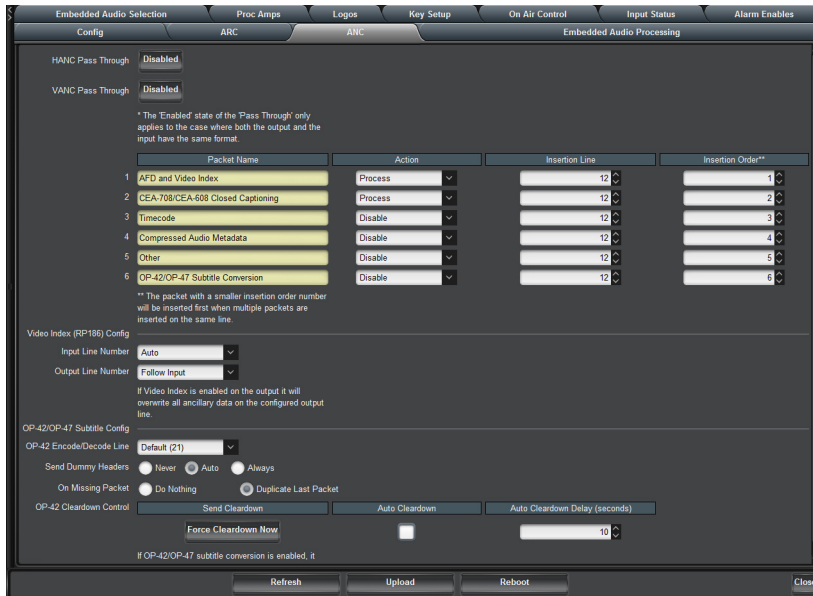 Embedded Audio Selection Proc Amps Logos Key Setup On Air Control Input Status Alarm Enables
Config ARC ANC Embedded Audio Processing
HANC Pass Through Disabled
VANC Pass Through Disabled
* The 'Enabled' state of the 'Pass Through' only
applies to the case where both the output and the
input have the same format.
Packet Name Action Insertion Line Insertion Order**
1 AFD and Video Index Process 12 1
2 CEA-708/CEA-608 Closed Captioning Process 12 2
3 Timecode Disable 12 3
4 Compressed Audio Metadata Disable 12 4
5 Other Disable 12 5
6 OP-42/OP-47 Subtitle Conversion Disable 12 6
** The packet with a smaller insertion order number
will be inserted first when multiple packets are
inserted on the same line.
Video Index (RP186) Config
Input Line Number Auto
Output Line Number Follow Input
If Video Index is enabled on the output it will
overwrite all ancillary data on the configured output
line.
OP-42/OP-47 Subtitle Config
OP-42 Encode/Decode Line Default (21)
Send Dummy Headers Never Auto Always
On Missing Packet Do Nothing Duplicate Last Packet
OP-42 Cleardown Control Send Cleardown Auto Cleardown Auto Cleardown Delay (seconds)
Force Cleardown Now 10
If OP-42/OP-47 subtitle conversion is enabled, it
Refresh Upload Reboot Close